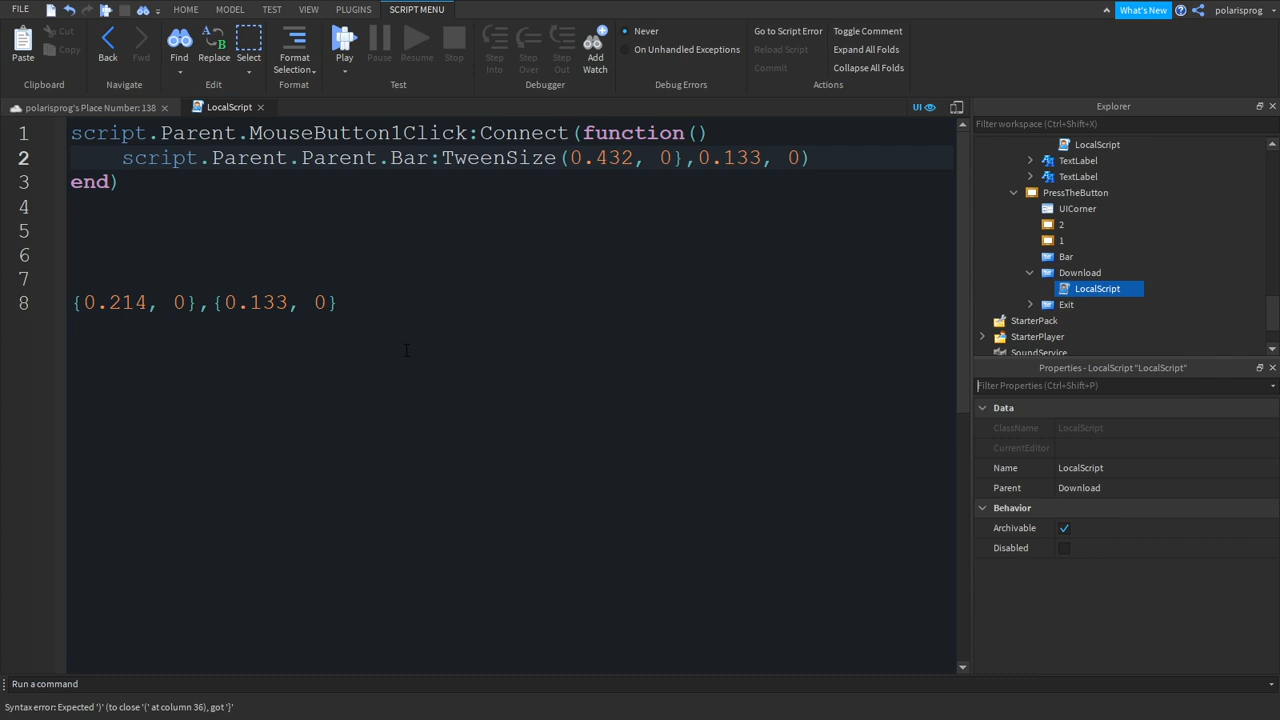 FILE HOME MODEL TEST VIEW PLUGINS SCRIPT MENU What's New polarisprog
Paste Cut Copy Back Fwd Find Replace Select Format Selection Play Pause Resume Stop Step Into Step Over Step Out Add Watch Never On Unhandled Exceptions Go to Script Error Reload Script Commit Toggle Comment Expand All Folds Collapse All Folds
Clipboard Navigate Edit Format Test Debugger Debug Errors Actions
polarisprog's Place Number: 138 LocalScript UI Explorer
1 script.Parent.MouseButton1Click:Connect(function()
2 script.Parent.Parent.Bar:TweenSize(0.432, 0},0.133, 0)
3 end)
4
5
6
7
8 {0.214, 0},{0.133, 0}
Filter workspace (Ctrl+Shift+X)
LocalScript
TextLabel
TextLabel
PressTheButton
UICorner
2
1
Bar
Download
LocalScript
Exit
StarterPack
StarterPlayer
SoundService
Properties - LocalScript "LocalScript"
Filter Properties (Ctrl+Shift+P)
Data
ClassName LocalScript
CurrentEditor
Name LocalScript
Parent Download
Behavior
Archivable
Disabled
Run a command
Syntax error: Expected ')' (to close '(' at column 36), got '}'